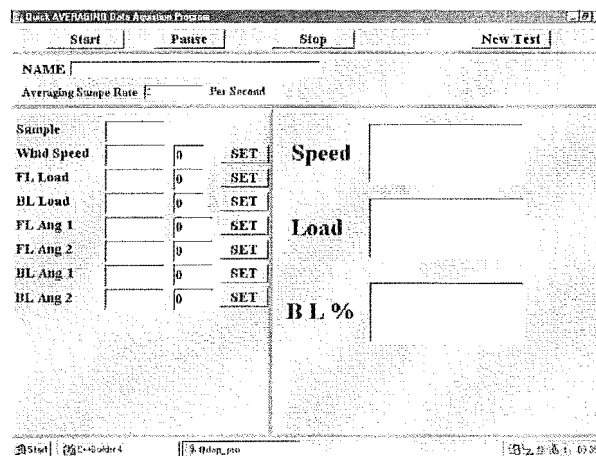 Quick AVERAGING Data Aquistion Program
Start Pause Stop New Test
NAME
Averaging Sampe Rate Per Second
Sample
Wind Speed 0 SET
FL Load 0 SET
BL Load 0 SET
FL Ang 1 0 SET
FL Ang 2 0 SET
BL Ang 1 0 SET
BL Ang 2 0 SET
Speed
Load
B L %
Start C++Builder 4 Qdap_pro